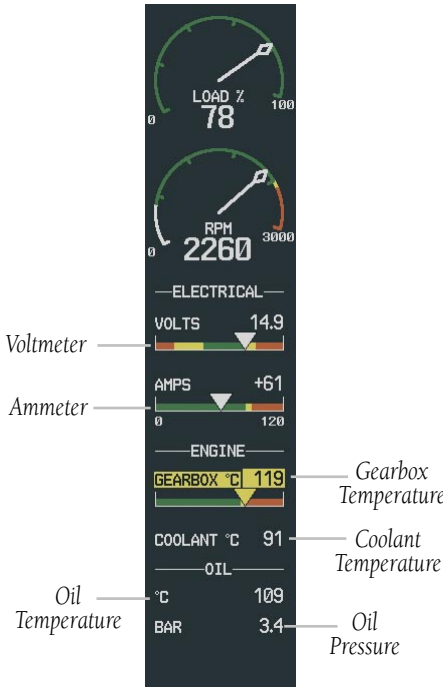 LOAD %
78
0
100
RPM
2260
0
3000
ELECTRICAL
VOLTS 14.9
Voltmeter
AMPS +61
Ammeter
0 120
ENGINE
GEARBOX °C 119
Gearbox
Temperature
COOLANT °C 91
Coolant
Temperature
OIL
Oil
Temperature
°C 109
BAR 3.4
Oil
Pressure